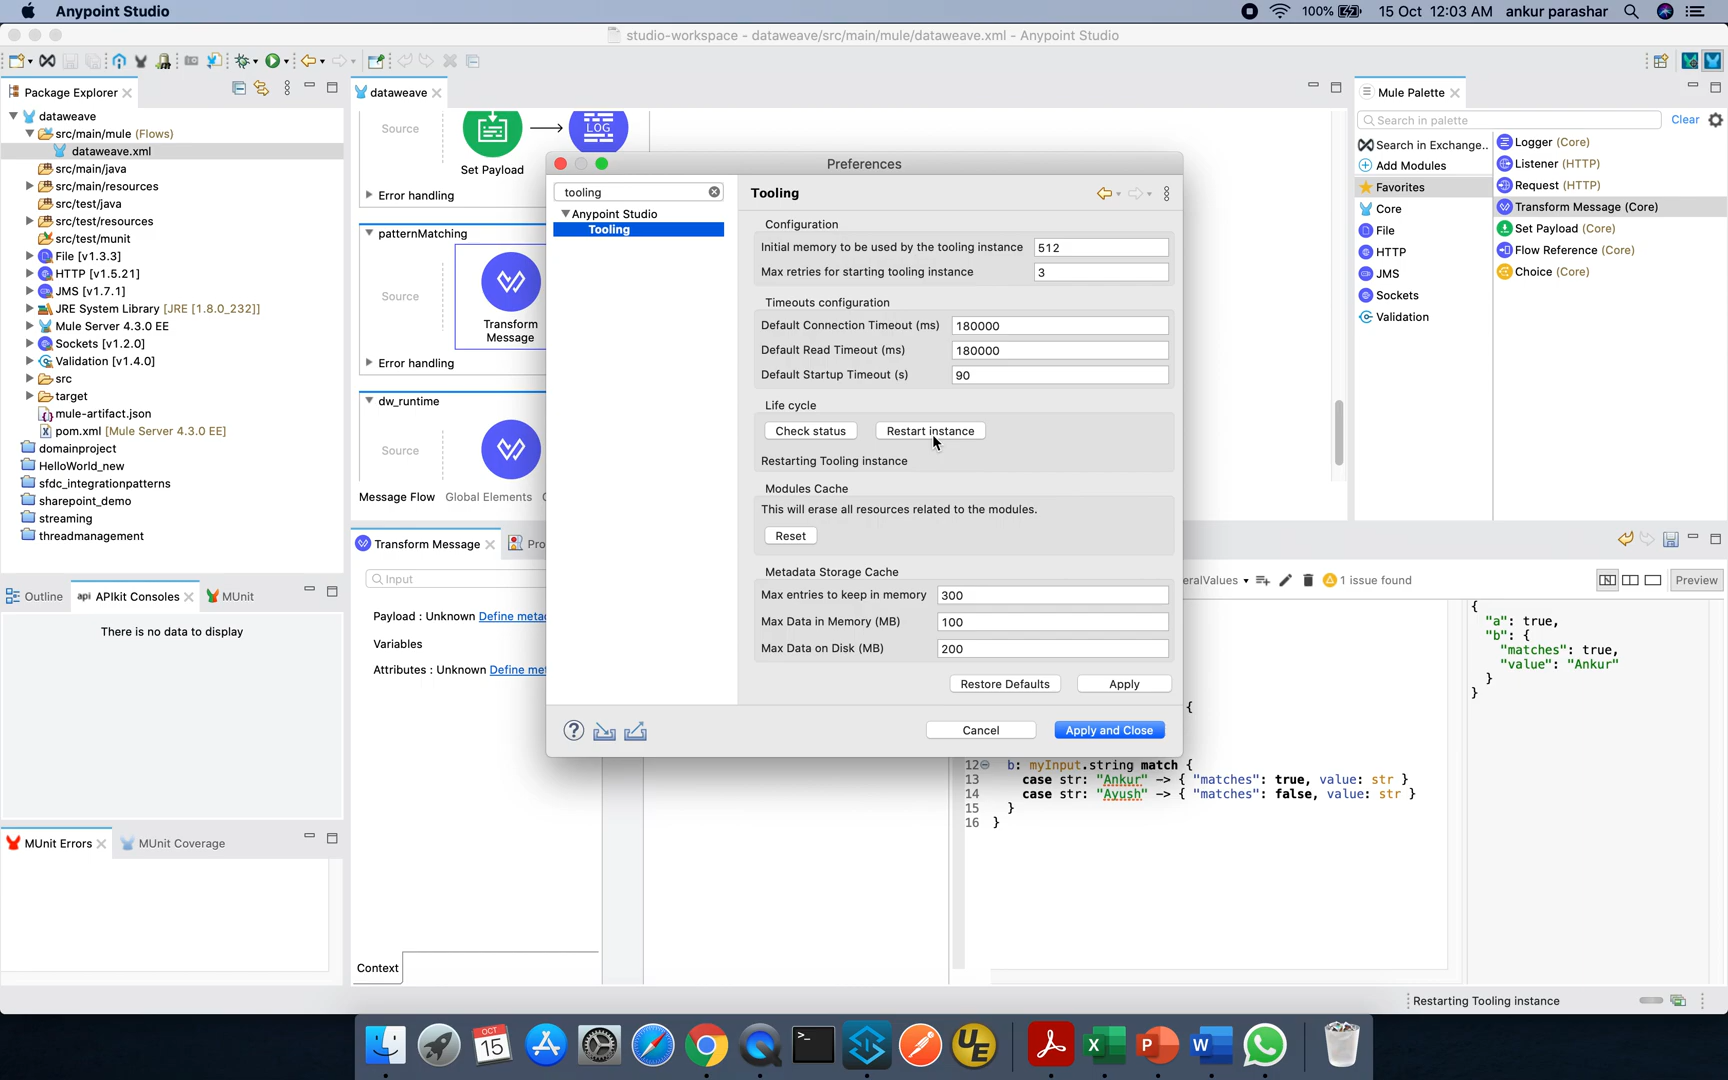 Anypoint Studio
100%
15 Oct 12:03 AM
ankur parashar
studio-workspace - dataweave/src/main/mule/dataweave.xml - Anypoint Studio
Package Explorer
dataweave
src/main/mule (Flows)
dataweave.xml
src/main/java
src/main/resources
src/test/java
src/test/resources
src/test/munit
File [v1.3.3]
HTTP [v1.5.21]
JMS [v1.7.1]
JRE System Library [JRE [1.8.0_232]]
Mule Server 4.3.0 EE
Sockets [v1.2.0]
Validation [v1.4.0]
src
target
mule-artifact.json
pom.xml [Mule Server 4.3.0 EE]
domainproject
HelloWorld_new
sfdc_integrationpatterns
sharepoint_demo
streaming
threadmanagement
Outline
api APIkit Consoles
MUnit
There is no data to display
MUnit Errors
MUnit Coverage
dataweave
Source
LOG
Set Payload
Error handling
patternMatching
Source
Transform
Message
Error handling
dw_runtime
Source
Message Flow
Global Elements
Transform Message
Input
Payload : Unknown Define meta
Variables
Attributes : Unknown Define met
Context
Preferences
tooling
Anypoint Studio
Tooling
Tooling
Configuration
Initial memory to be used by the tooling instance 512
Max retries for starting tooling instance 3
Timeouts configuration
Default Connection Timeout (ms) 180000
Default Read Timeout (ms) 180000
Default Startup Timeout (s) 90
Life cycle
Check status
Restart instance
Restarting Tooling instance
Modules Cache
This will erase all resources related to the modules.
Reset
Metadata Storage Cache
Max entries to keep in memory 300
Max Data in Memory (MB) 100
Max Data on Disk (MB) 200
Restore Defaults
Apply
Cancel
Apply and Close
Mule Palette
Search in palette
Clear
Search in Exchange..
Add Modules
Favorites
Core
File
HTTP
JMS
Sockets
Validation
Logger (Core)
Listener (HTTP)
Request (HTTP)
Transform Message (Core)
Set Payload (Core)
Flow Reference (Core)
Choice (Core)
eralValues
1 issue found
Preview
{
12 b: myInput.string match {
13 case str: "Ankur" -> { "matches": true, value: str }
14 case str: "Ayush" -> { "matches": false, value: str }
15 }
16 }
{
"a": true,
"b": {
"matches": true,
"value": "Ankur"
}
}
Restarting Tooling instance
OCT
15
X
P
W
UE